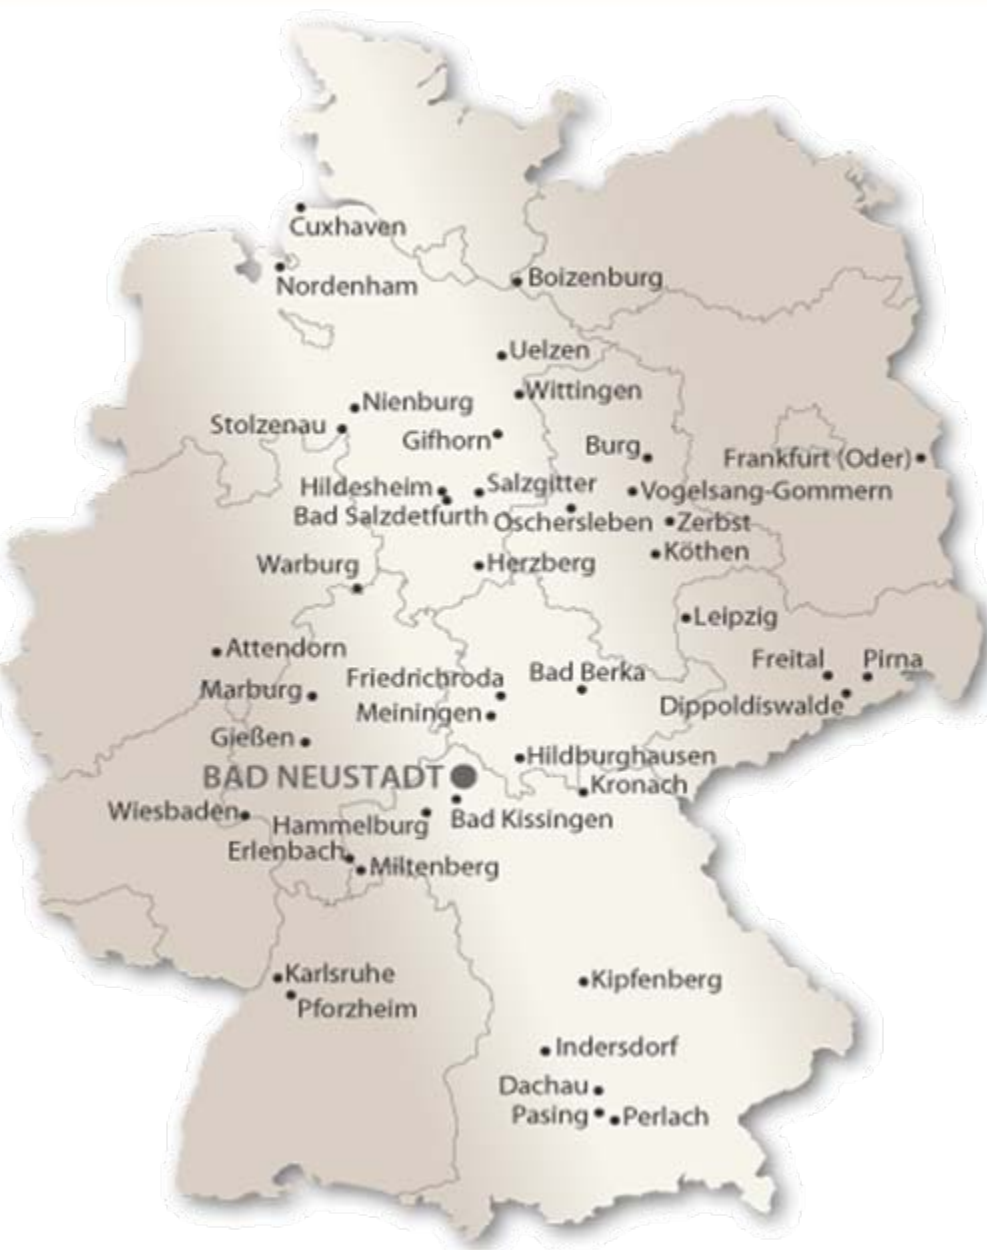 Cuxhaven
Nordenham
Boizenburg
Uelzen
Wittingen
Nienburg
Stolzenau
Gifhorn
Burg
Frankfurt (Oder)
Hildesheim
Salzgitter
Vogelsang-Gommern
Bad Salzdetfurth
Oschersleben
Zerbst
Köthen
Warburg
Herzberg
Leipzig
Attendorn
Freital
Pirna
Friedrichroda
Bad Berka
Marburg
Dippoldiswalde
Meiningen
Gießen
Hildburghausen
BAD NEUSTADT
Kronach
Wiesbaden
Hammelburg
Bad Kissingen
Erlenbach
Miltenberg
Karlsruhe
Kipfenberg
Pforzheim
Indersdorf
Dachau
Pasing
Perlach